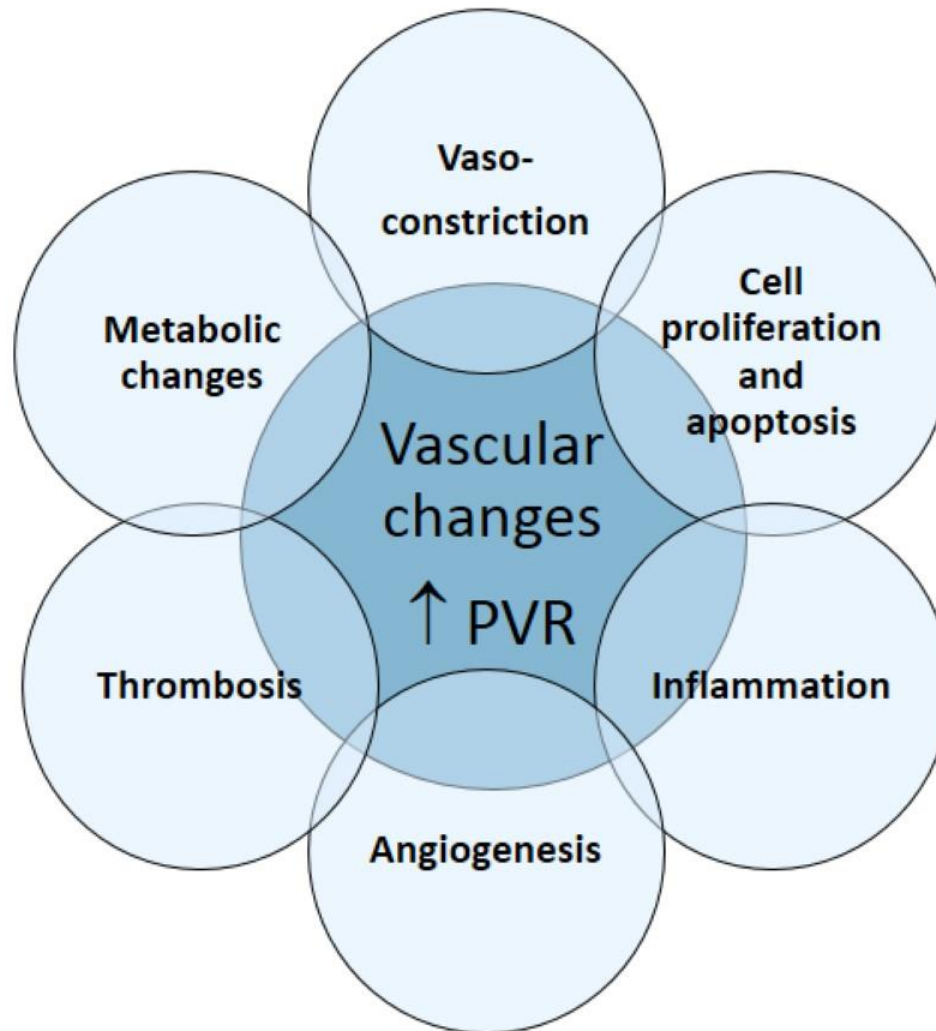 Vaso-
constriction
Cell
proliferation
and
apoptosis
Metabolic
changes
Vascular
changes
↑ PVR
Thrombosis
Inflammation
Angiogenesis